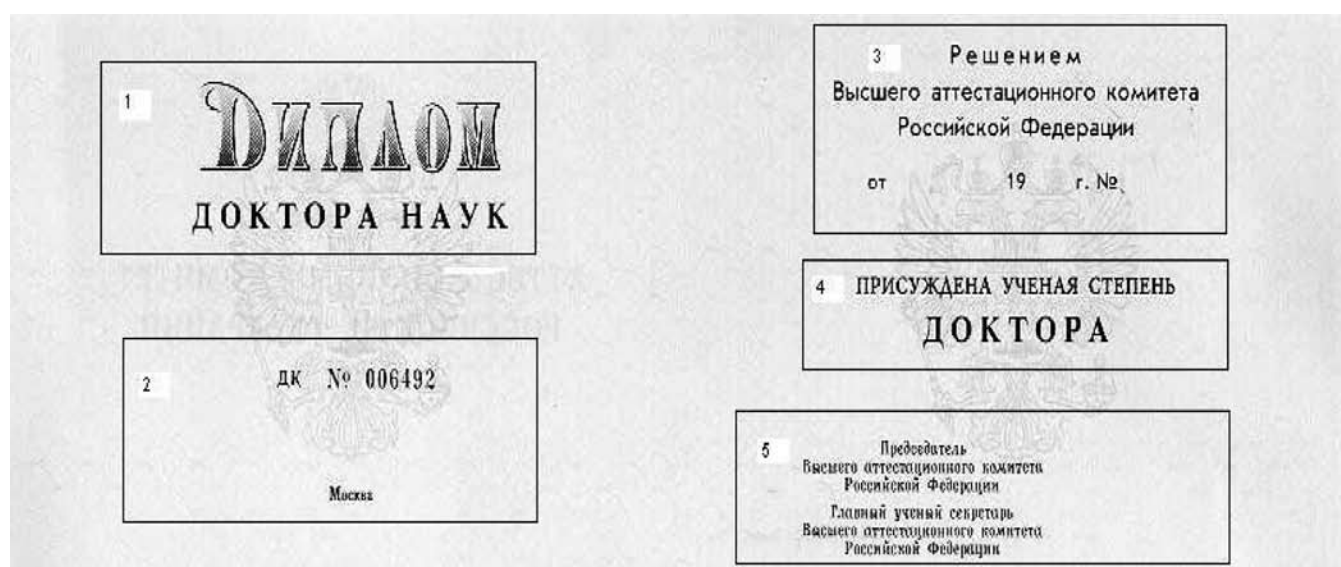 1
Диплом
ДОКТОРА НАУК
2
ДК № 006492
Москва
3
Решением
Высшего аттестационного комитета
Российской Федерации
от 19 г. №
4
ПРИСУЖДЕНА УЧЕНАЯ СТЕПЕНЬ
ДОКТОРА
5
Председатель
Высшего аттестационного комитета
Российской Федерации
Главный ученый секретарь
Высшего аттестационного комитета
Российской Федерации